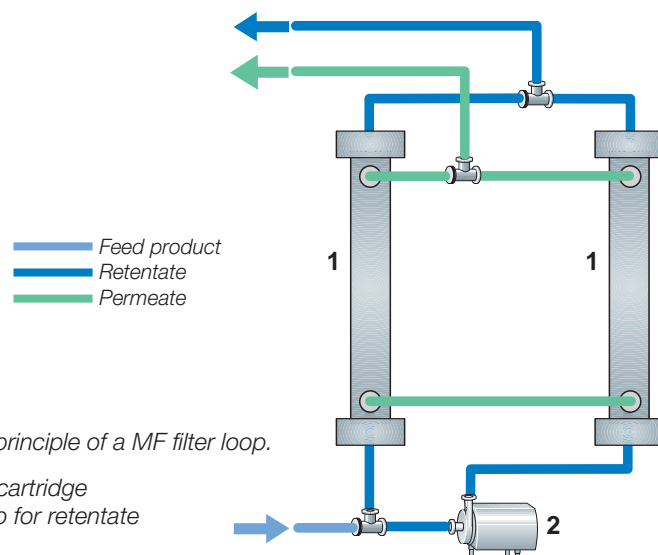 Feed product
Retentate
Permeate
1
1
principle of a MF filter loop.
cartridge
for retentate
2